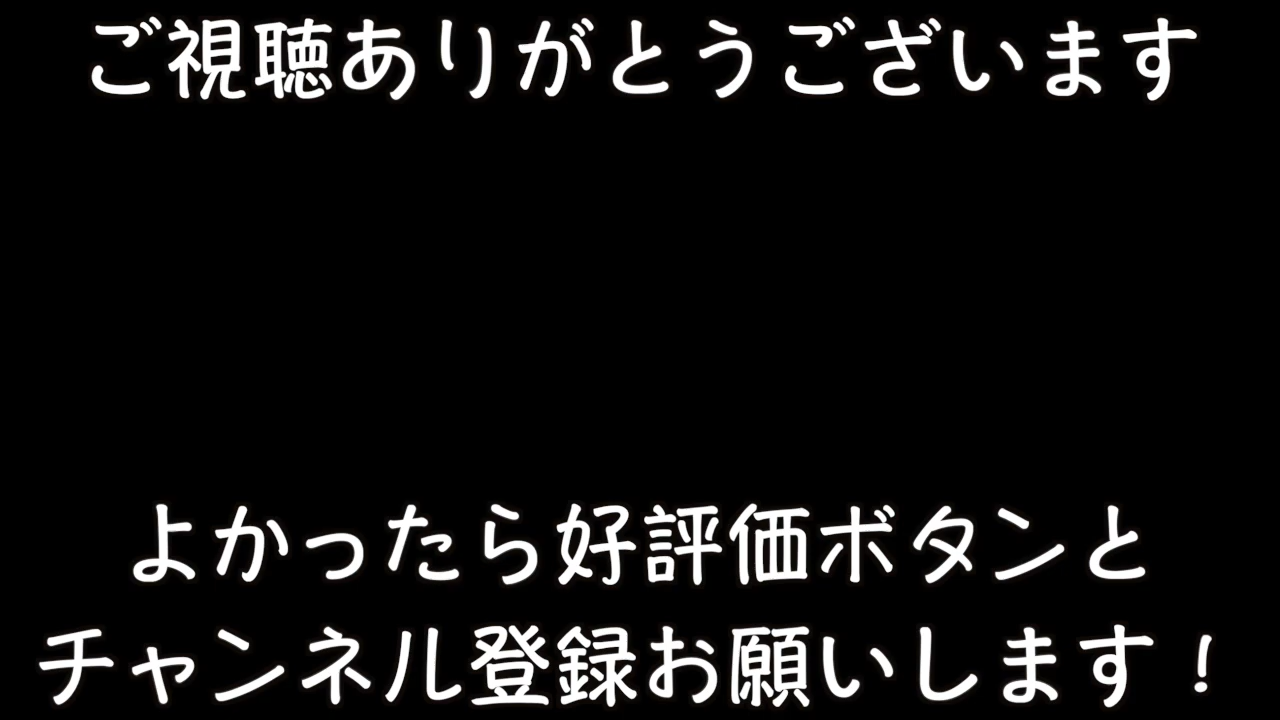 ご視聴ありがとうございます
よかったら好評価ボタンと
チャンネル登録お願いします！